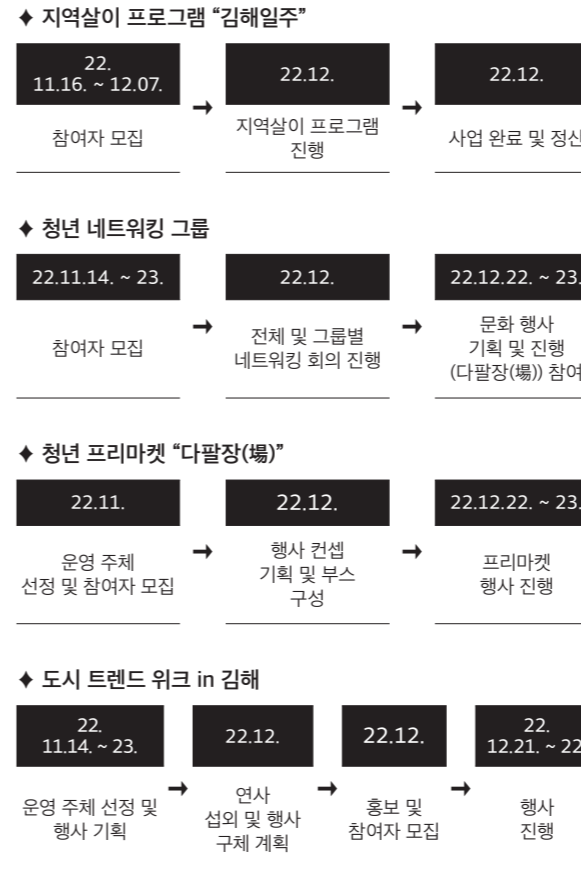 ♦ 지역살이 프로그램 “김해일주”
22.
11.16. ~ 12.07.
→
22.12.
→
22.12.
참여자 모집
지역살이 프로그램
진행
사업 완료 및 정산
♦ 청년 네트워킹 그룹
22.11.14. ~ 23.
→
22.12.
→
22.12.22. ~ 23.
참여자 모집
전체 및 그룹별
네트워킹 회의 진행
문화 행사
기획 및 진행
(다팔장(場)) 참여
♦ 청년 프리마켓 “다팔장(場)”
22.11.
→
22.12.
→
22.12.22. ~ 23.
운영 주체
선정 및 참여자 모집
행사 컨셉
기획 및 부스
구성
프리마켓
행사 진행
♦ 도시 트렌드 위크 in 김해
22.
11.14. ~ 23.
→
22.12.
→
22.12.
→
22.
12.21. ~ 22
운영 주체 선정 및
행사 기획
연사
섭외 및 행사
구체 계획
홍보 및
참여자 모집
행사
진행